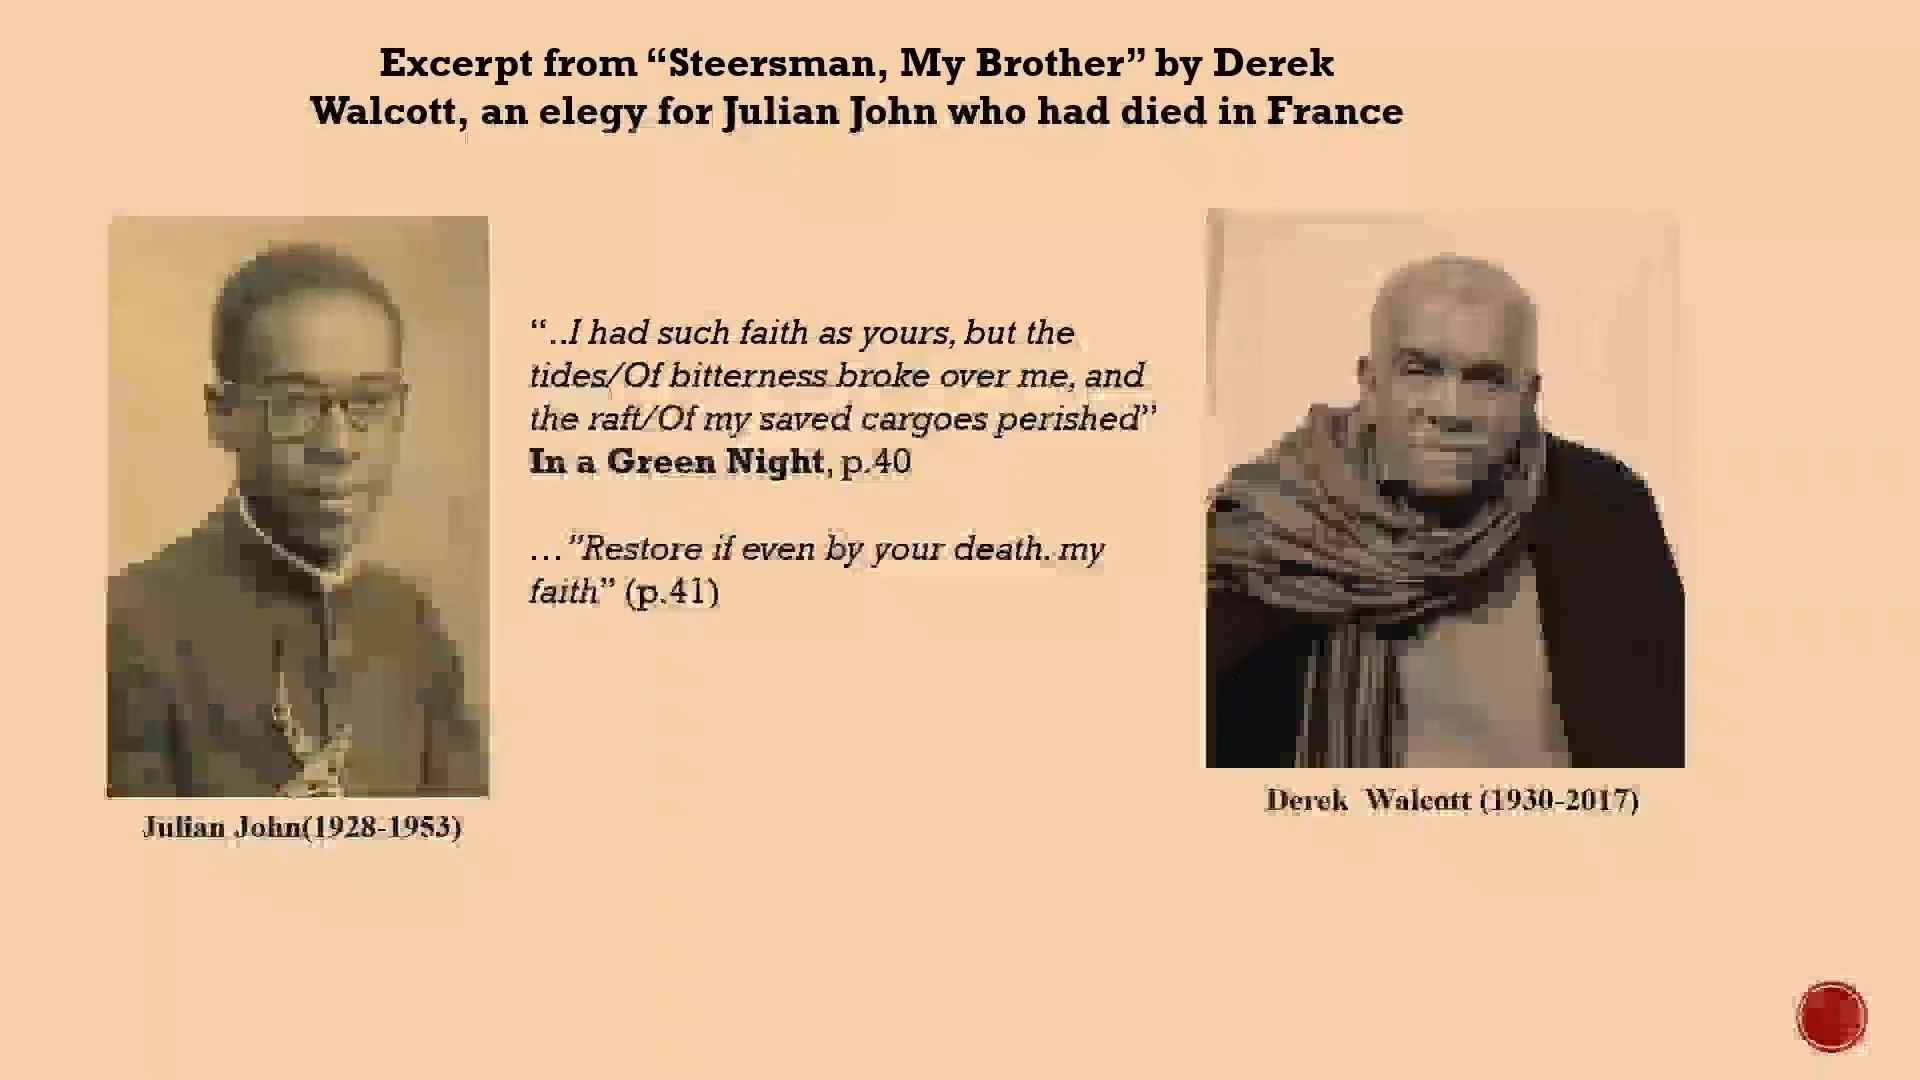 Excerpt from “Steersman, My Brother” by Derek
Walcott, an elegy for Julian John who had died in France
“..I had such faith as yours, but the
tides/Of bitterness broke over me, and
the raft/Of my saved cargoes perished”
In a Green Night, p.40
…”Restore if even by your death. my
faith” (p.41)
Julian John(1928-1953)
Derek Walcott (1930-2017)